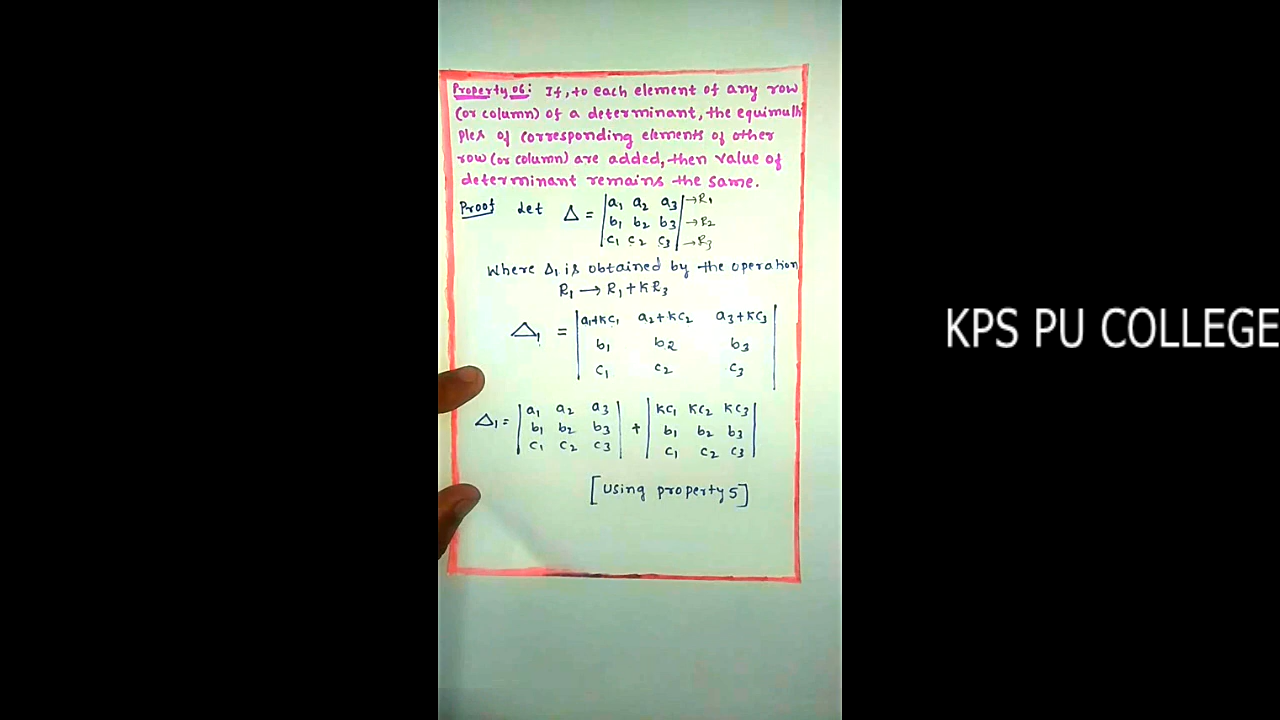 Property 06: If, to each element of any row
(or column) of a determinant, the equimulti
ples of corresponding elements of other
row (or column) are added, then value of
determinant remains the same.
Proof Let Δ = | a1 a2 a3 | → R1
| b1 b2 b3 | → R2
| c1 c2 c3 | → R3
Where Δ1 is obtained by the operation
R1 → R1 + KR3
Δ1 = | a1+KC1 a2+KC2 a3+KC3 |
| b1 b2 b3 |
| c1 c2 c3 |
Δ1 = | a1 a2 a3 | + | KC1 KC2 KC3 |
| b1 b2 b3 | | b1 b2 b3 |
| c1 c2 c3 | | c1 c2 c3 |
[Using property 5]
KPS PU COLLEGE